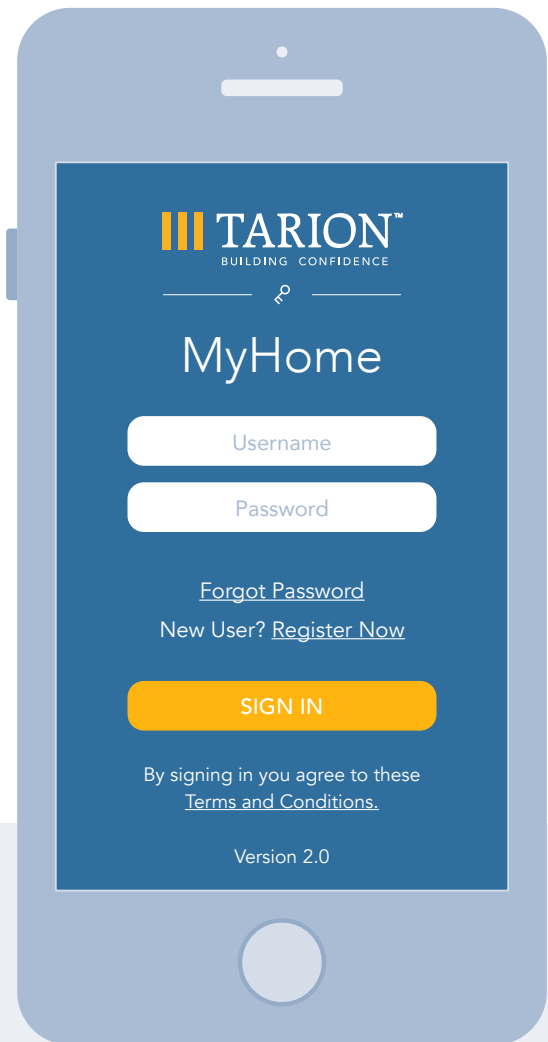 TARION™
BUILDING CONFIDENCE
MyHome
Username
Password
Forgot Password
New User? Register Now
SIGN IN
By signing in you agree to these
Terms and Conditions.
Version 2.0